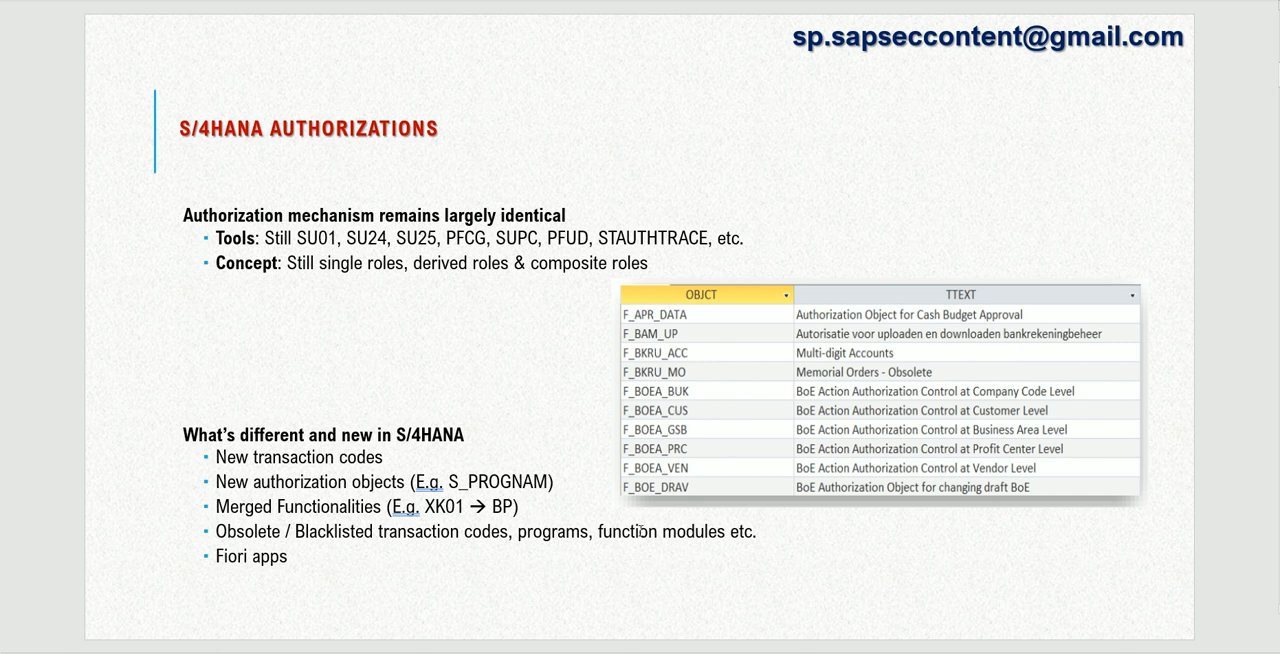 sp.sapseccontent@gmail.com
S/4HANA AUTHORIZATIONS
Authorization mechanism remains largely identical
▪ Tools: Still SU01, SU24, SU25, PFCG, SUPC, PFUD, STAUTHTRACE, etc.
▪ Concept: Still single roles, derived roles & composite roles
OBJCT TTEXT
F_APR_DATA Authorization Object for Cash Budget Approval
F_BAM_UP Autorisatie voor uploaden en downloaden bankrekeningbeheer
F_BKRU_ACC Multi-digit Accounts
F_BKRU_MO Memorial Orders - Obsolete
F_BOEA_BUK BoE Action Authorization Control at Company Code Level
F_BOEA_CUS BoE Action Authorization Control at Customer Level
F_BOEA_GSB BoE Action Authorization Control at Business Area Level
F_BOEA_PRC BoE Action Authorization Control at Profit Center Level
F_BOEA_VEN BoE Action Authorization Control at Vendor Level
F_BOE_DRAV BoE Authorization Object for changing draft BoE
What's different and new in S/4HANA
▪ New transaction codes
▪ New authorization objects (E.g. S_PROGNAM)
▪ Merged Functionalities (E.g. XK01 → BP)
▪ Obsolete / Blacklisted transaction codes, programs, function modules etc.
▪ Fiori apps